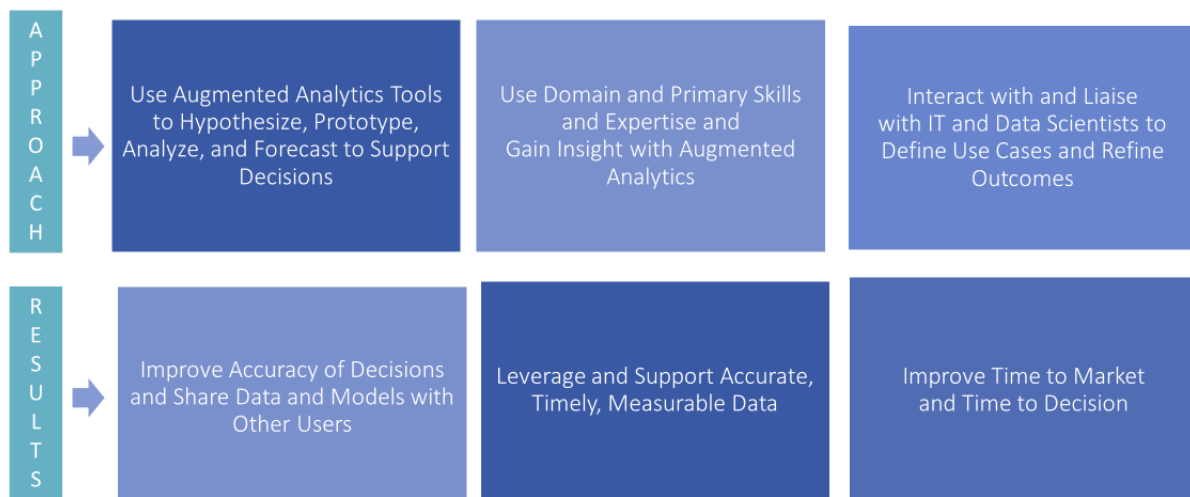 APPROACH
Use Augmented Analytics Tools
to Hypothesize, Prototype,
Analyze, and Forecast to Support
Decisions
Use Domain and Primary Skills
and Expertise and
Gain Insight with Augmented
Analytics
Interact with and Liaise
with IT and Data Scientists to
Define Use Cases and Refine
Outcomes
RESULTS
Improve Accuracy of Decisions
and Share Data and Models with
Other Users
Leverage and Support Accurate,
Timely, Measurable Data
Improve Time to Market
and Time to Decision